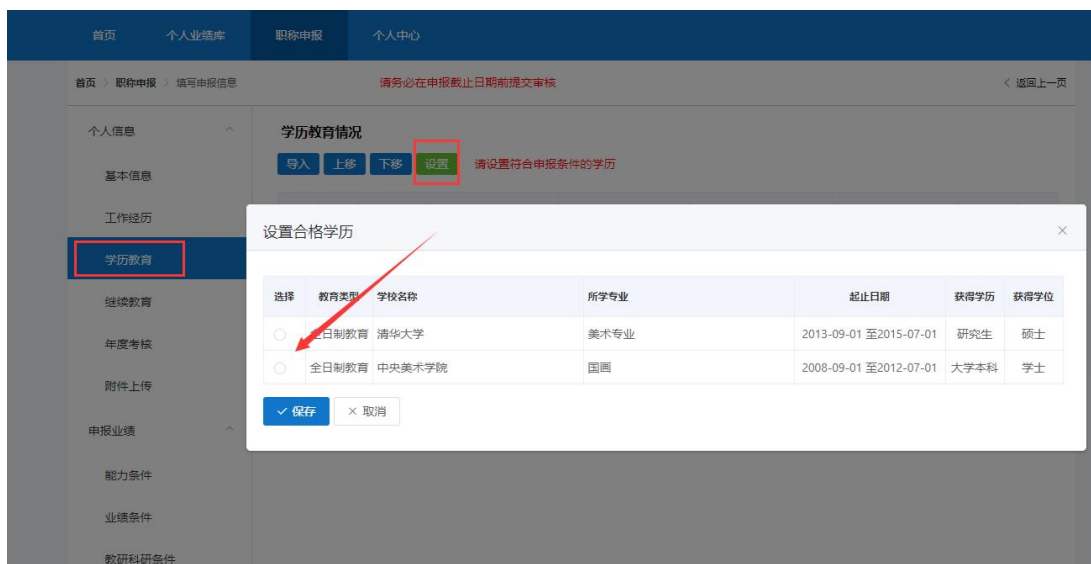 首页 个人业绩库 职称申报 个人中心
首页 > 职称申报 > 填写申报信息 请务必在申报截止日期前提交审核 < 返回上一页
个人信息
学历教育情况
导入 上移 下移 设置 请设置符合申报条件的学历
基本信息
工作经历
设置合格学历 ×
学历教育
选择 教育类型 学校名称 所学专业 起止日期 获得学历 获得学位
继续教育
全日制教育 清华大学 美术专业 2013-09-01 至2015-07-01 研究生 硕士
年度考核
全日制教育 中央美术学院 国画 2008-09-01 至2012-07-01 大学本科 学士
附件上传
✓ 保存 × 取消
申报业绩
能力条件
业绩条件
教研科研条件